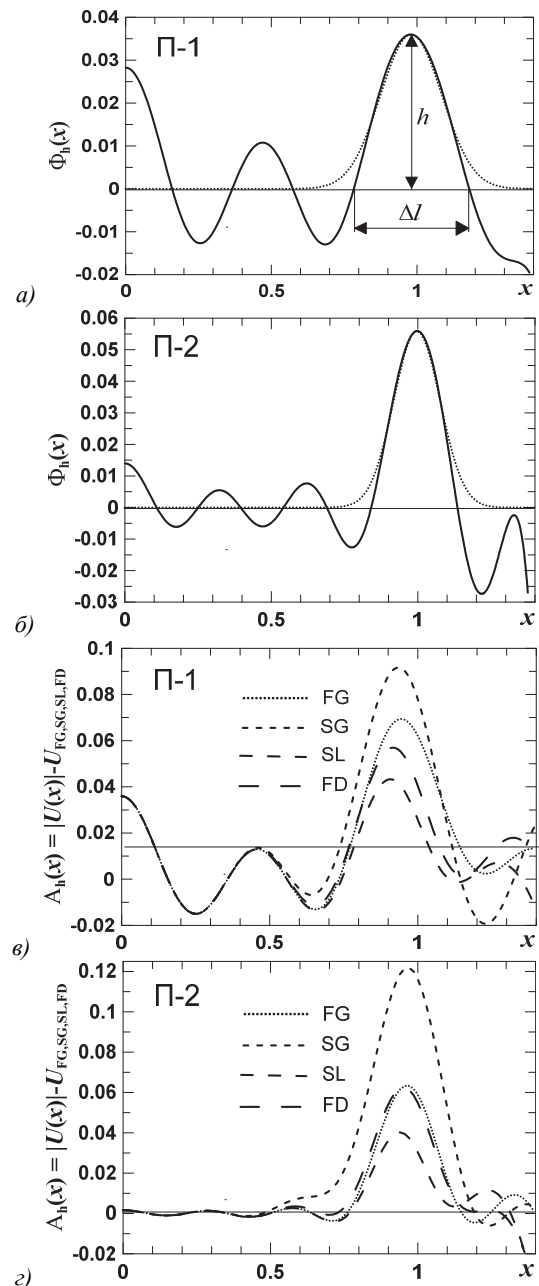 0.04
П-1
0.03
0.02
h
Φh(x)
0.01
0
Δl
-0.01
-0.02
а)
0 0.5 1 x
0.06
П-2
0.05
0.04
0.03
Φh(x)
0.02
0.01
0
-0.01
-0.02
-0.03
б)
0 0.5 1 x
0.1
П-1
FG
0.08
SG
0.06
SL
FD
0.04
Ah(x) = |U(x)|-UFG,SG,SL,FD
0.02
0
-0.02
в)
0 0.5 1 x
0.12
П-2
0.10
FG
0.08
SG
SL
0.06
FD
0.04
Ah(x) = |U(x)|-UFG,SG,SL,FD
0.02
0
-0.02
г)
0 0.5 1 x